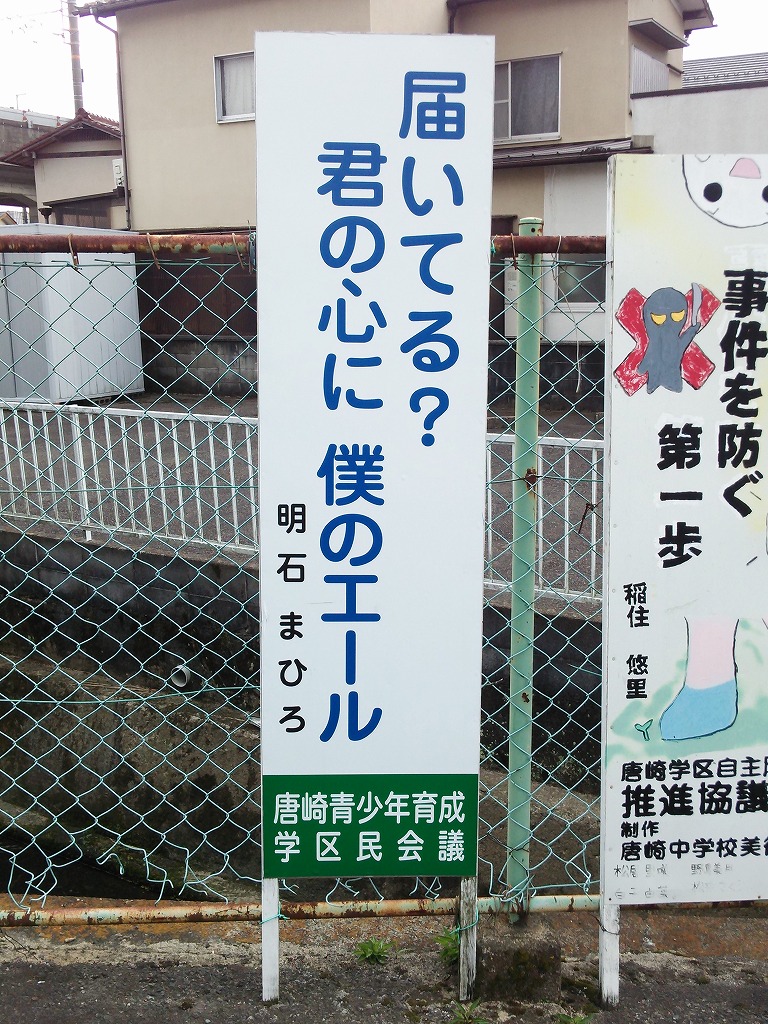 届いてる?
君の心に 僕のエール
明石 まひろ
唐崎青少年育成
学区民会議
事件を防ぐ
第一歩
稲住 悠里
唐崎学区自主
推進協議
制作
唐崎中学校美